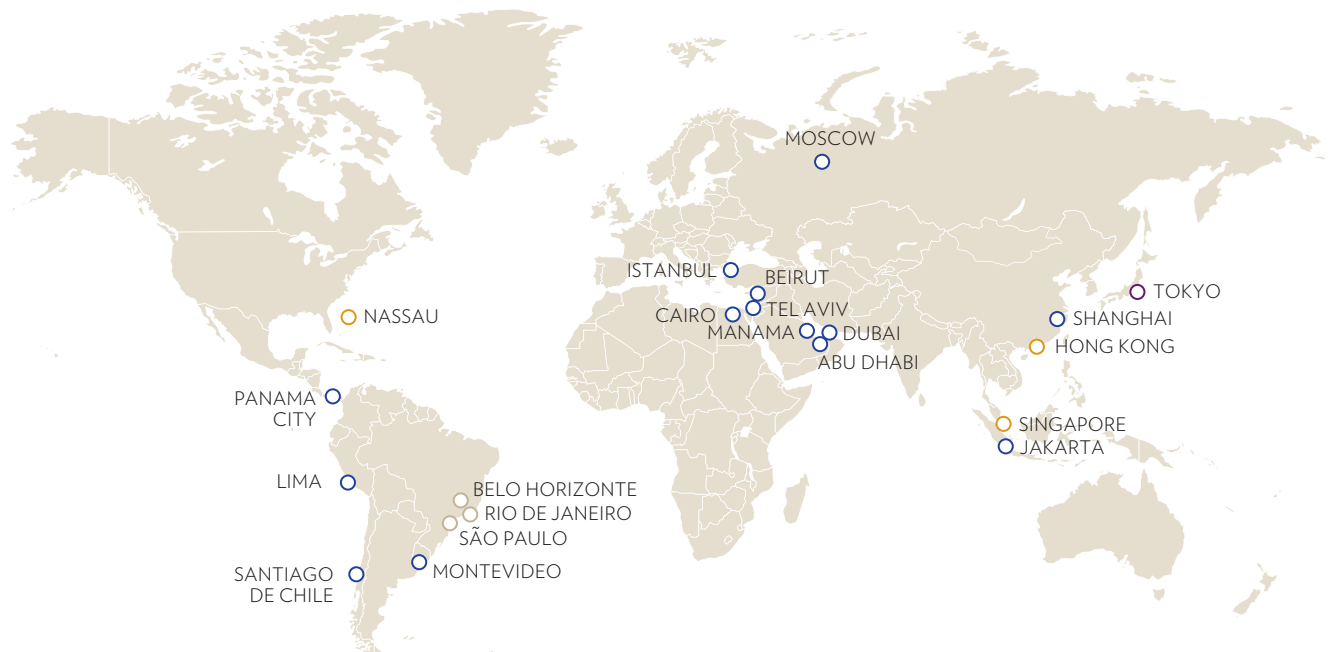 MOSCOW
ISTANBUL
BEIRUT
TOKYO
NASSAU
CAIRO
TEL AVIV
SHANGHAI
MANAMA
DUBAI
HONG KONG
ABU DHABI
PANAMA
CITY
SINGAPORE
JAKARTA
LIMA
BELO HORIZONTE
RIO DE JANEIRO
SÃO PAULO
MONTEVIDEO
SANTIAGO
DE CHILE